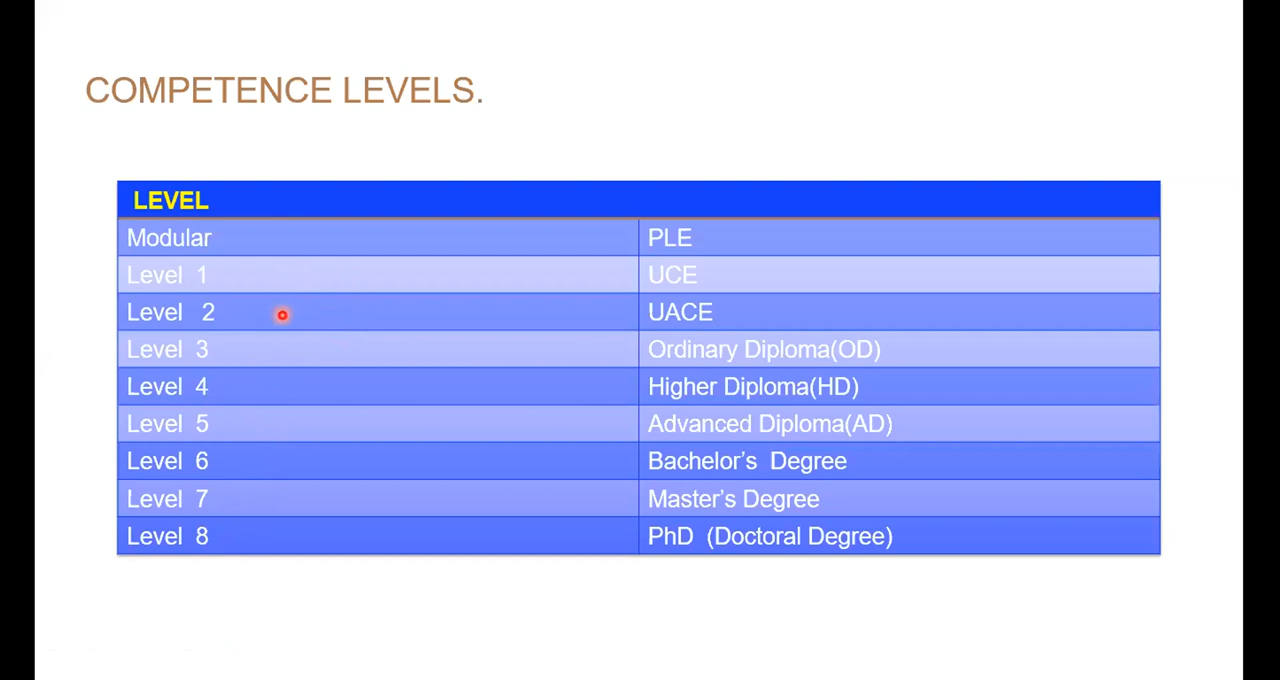 COMPETENCE LEVELS.
LEVEL
Modular PLE
Level 1 UCE
Level 2 UACE
Level 3 Ordinary Diploma(OD)
Level 4 Higher Diploma(HD)
Level 5 Advanced Diploma(AD)
Level 6 Bachelor’s Degree
Level 7 Master’s Degree
Level 8 PhD (Doctoral Degree)